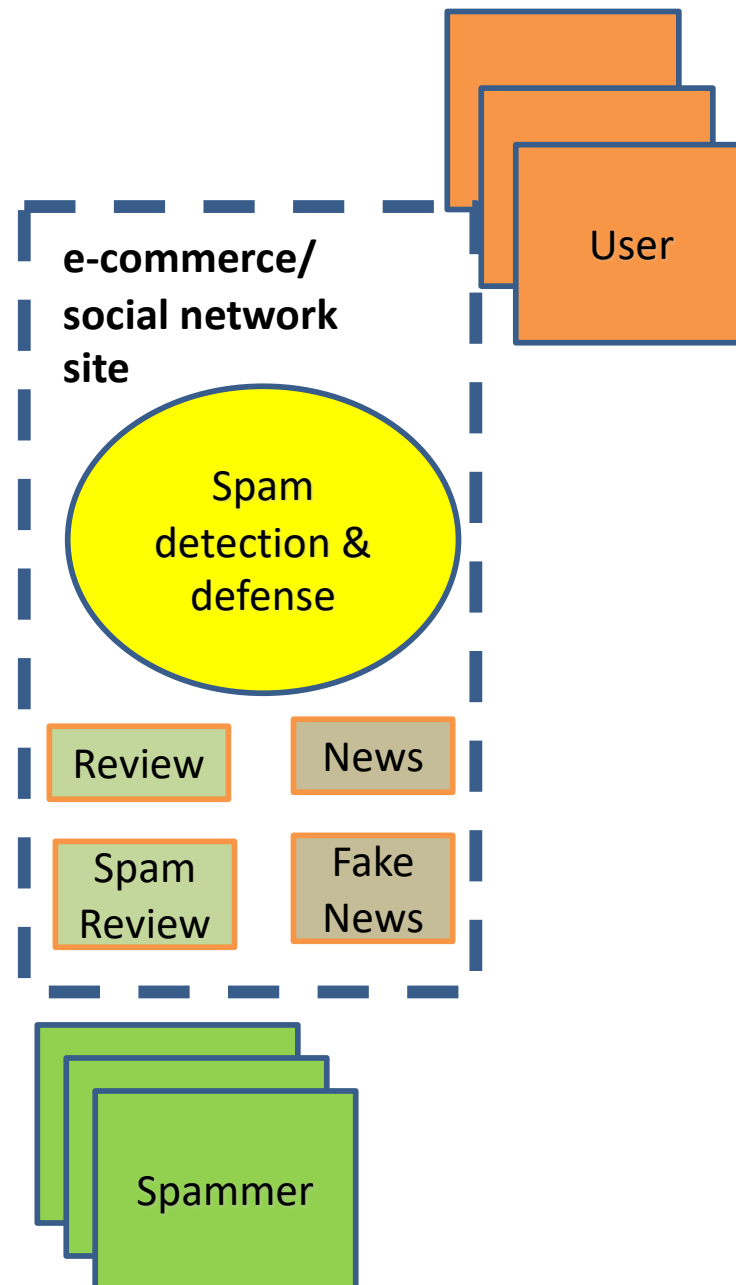 User
e-commerce/
social network
site
Spam
detection &
defense
Review
News
Spam
Review
Fake
News
Spammer